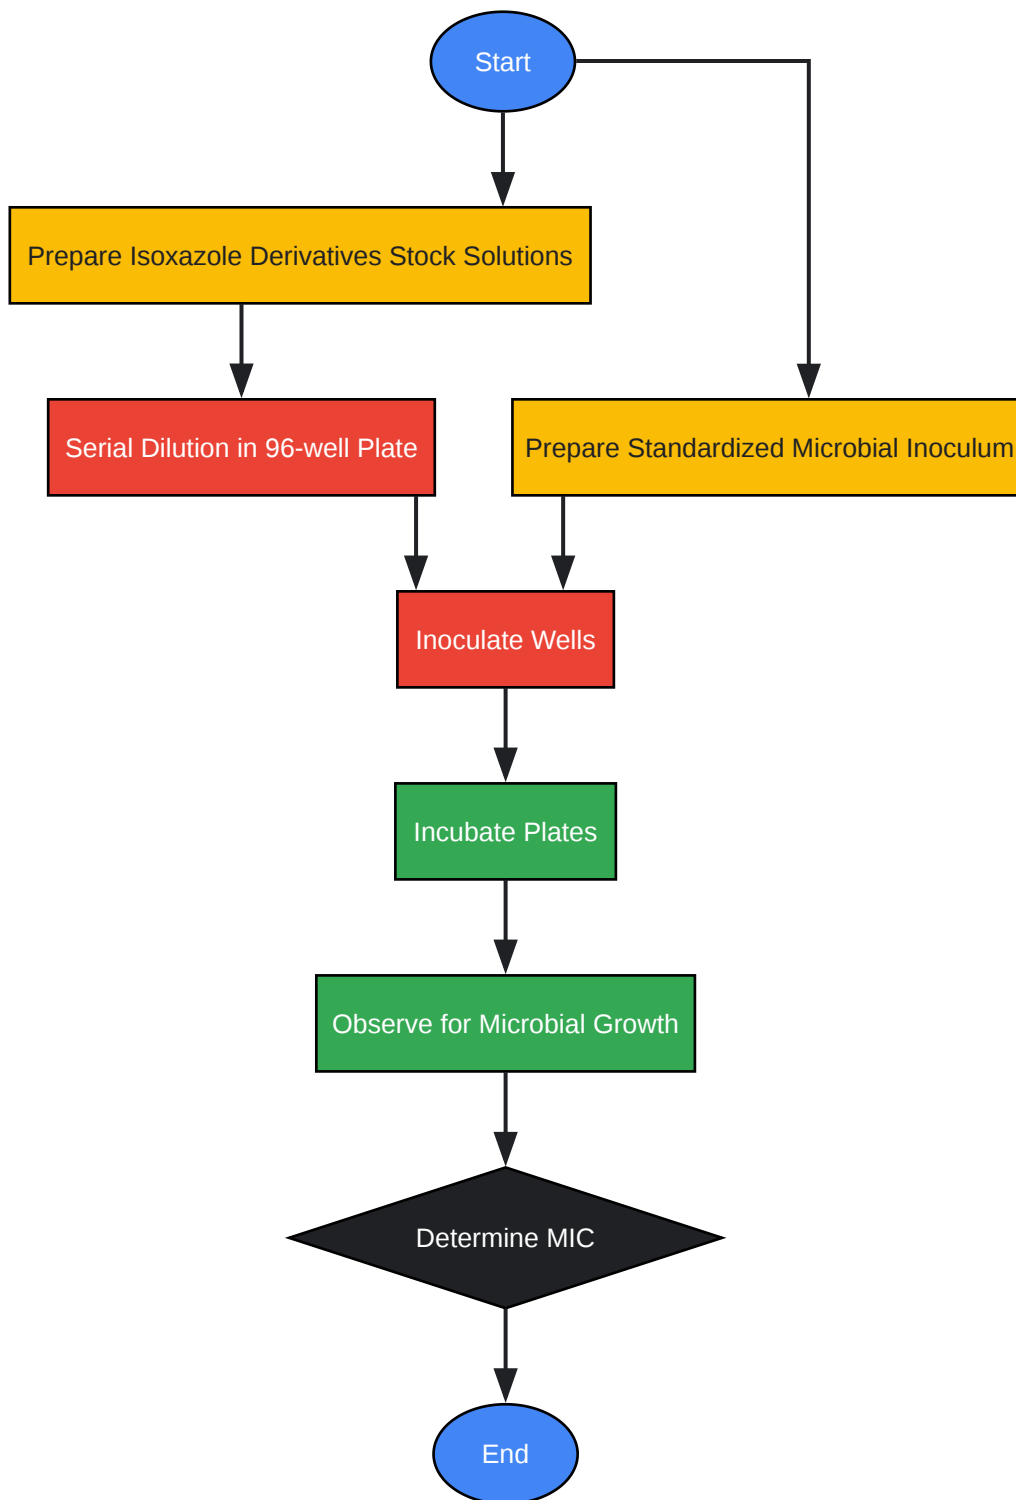 Start
Prepare Isoxazole Derivatives Stock Solutions
Serial Dilution in 96-well Plate
Prepare Standardized Microbial Inoculum
Inoculate Wells
Incubate Plates
Observe for Microbial Growth
Determine MIC
End